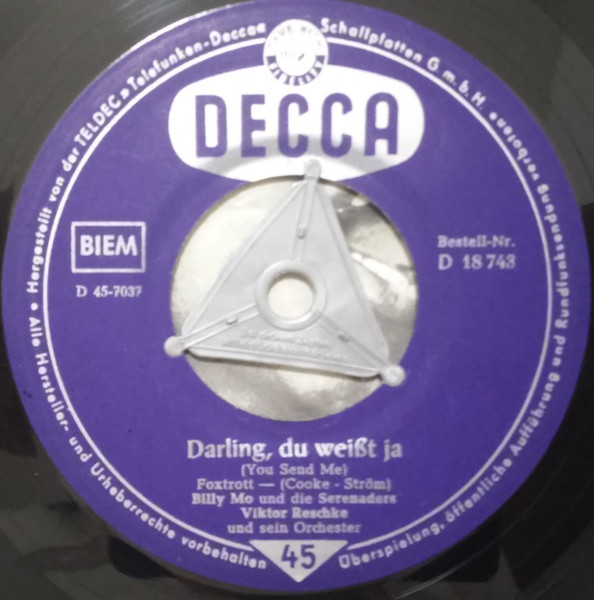 Hergestellt von der TELDEC »Telefunken-Decca« Schallplatten G.m.b.H.
DECCA
BIEM
Bestell-Nr.
D 18 743
D 45-7037
Darling, du weißt ja
(You Send Me)
Foxtrott — (Cooke - Ström)
Billy Mo und die Serenaders
Viktor Reschke
und sein Orchester
45
• Alle Hersteller- und Urheberrechte vorbehalten
Überspielung, öffentliche Aufführung und Rundfunksendung verboten •